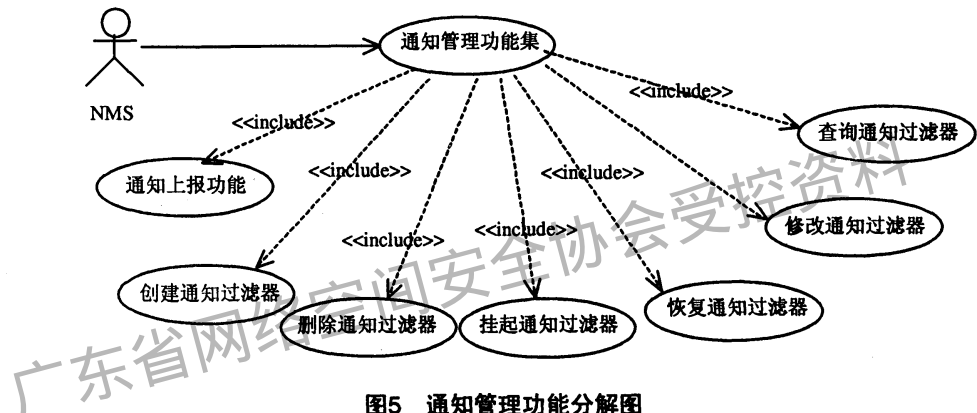 通知管理功能集
NMS
<<include>>
<<include>>
查询通知过滤器
<<include>>
<<include>>
通知上报功能
修改通知过滤器
<<include>>
<<include>>
创建通知过滤器
删除通知过滤器
挂起通知过滤器
恢复通知过滤器
广东省网络空间安全协会受控资料
图5 通知管理功能分解图